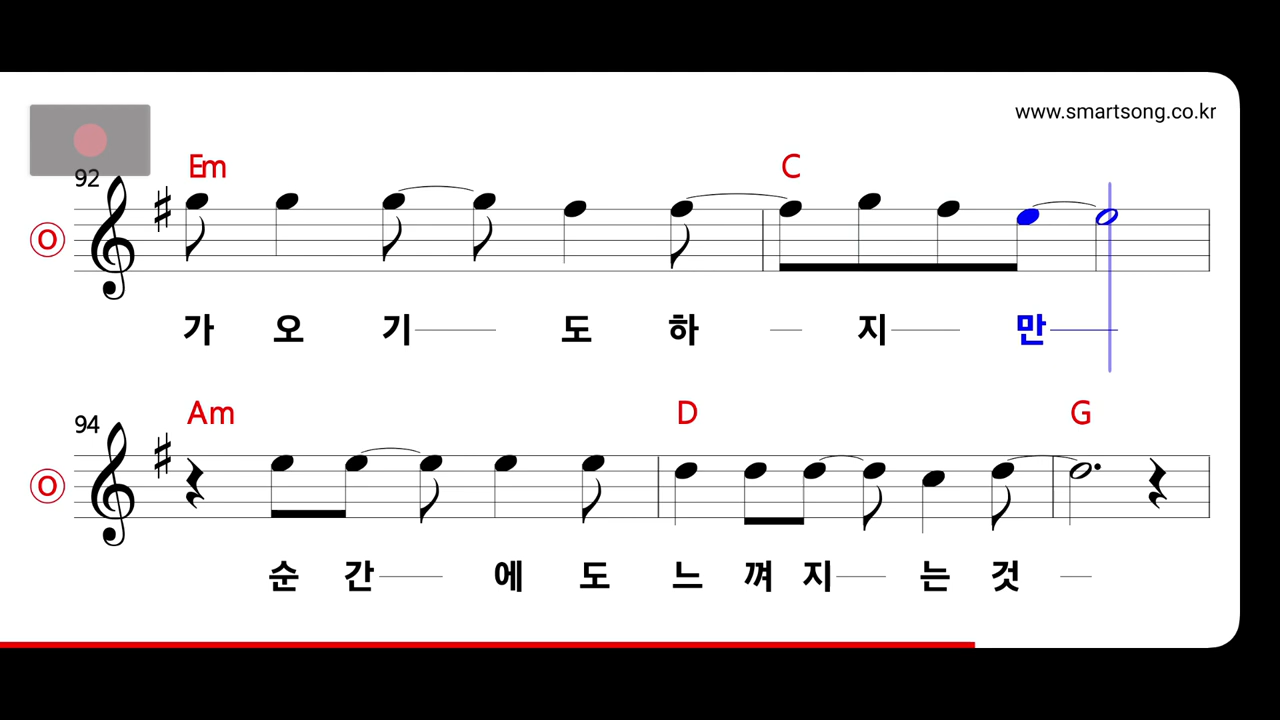 www.smartsong.co.kr
92
Em C
O
가 오 기 도 하 지 만
94
Am D G
O
순 간 에 도 느 껴 지 는 것